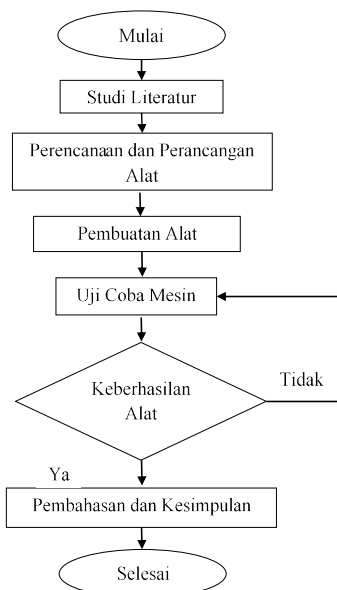 Mulai
Studi Literatur
Perencanaan dan Perancangan
Alat
Pembuatan Alat
Uji Coba Mesin
Keberhasilan
Alat
Tidak
Ya
Pembahasan dan Kesimpulan
Selesai